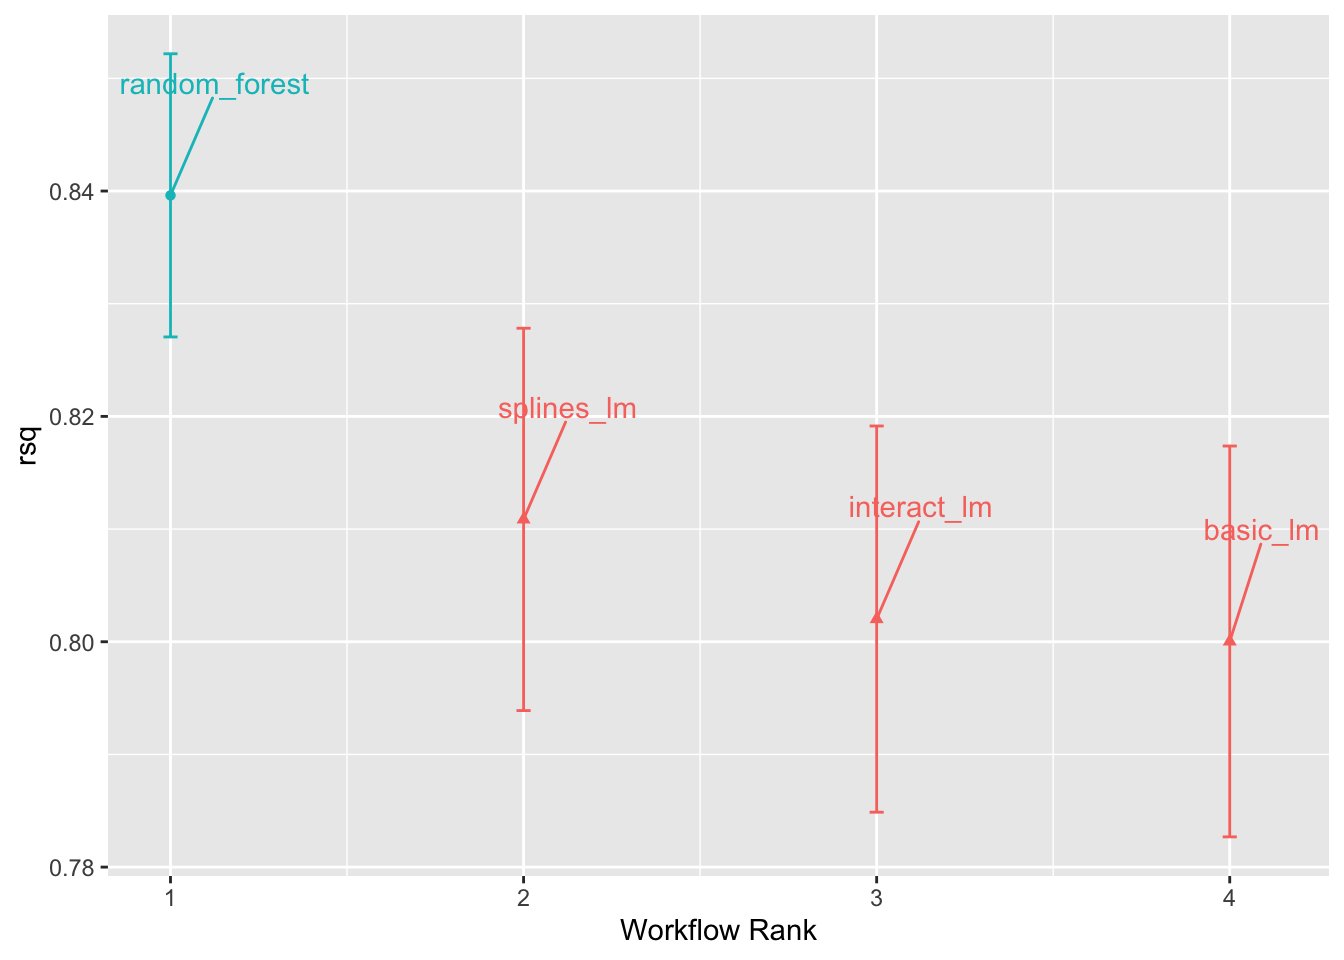 random_forest
0.84
splines_lm
0.82
rsq
interact_lm
basic_lm
0.80
0.78
1
2
3
4
Workflow Rank